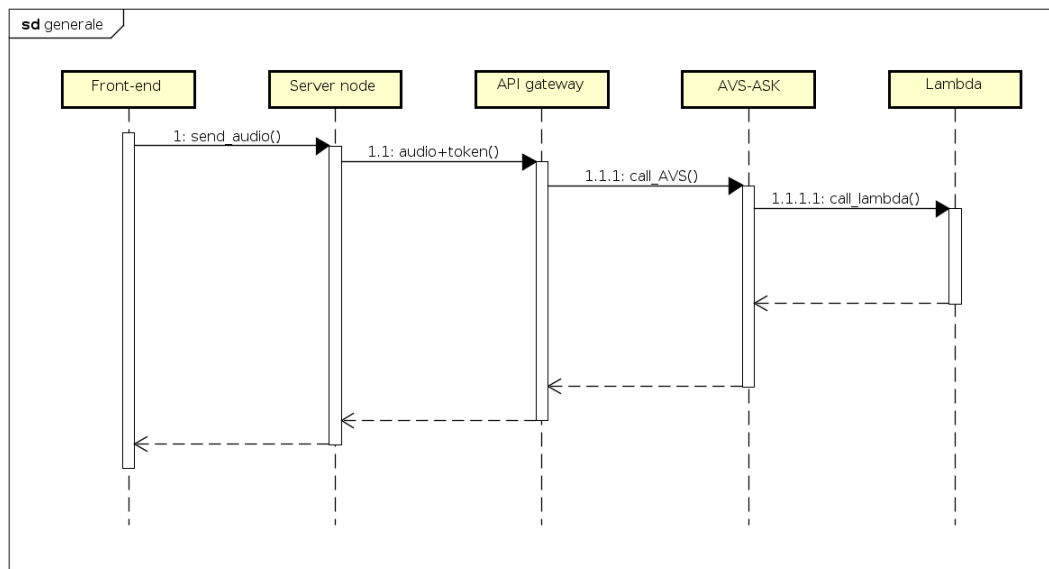 sd generale
Front-end
Server node
API gateway
AVS-ASK
Lambda
1: send_audio()
1.1: audio+token()
1.1.1: call_AVS()
1.1.1.1: call_lambda()